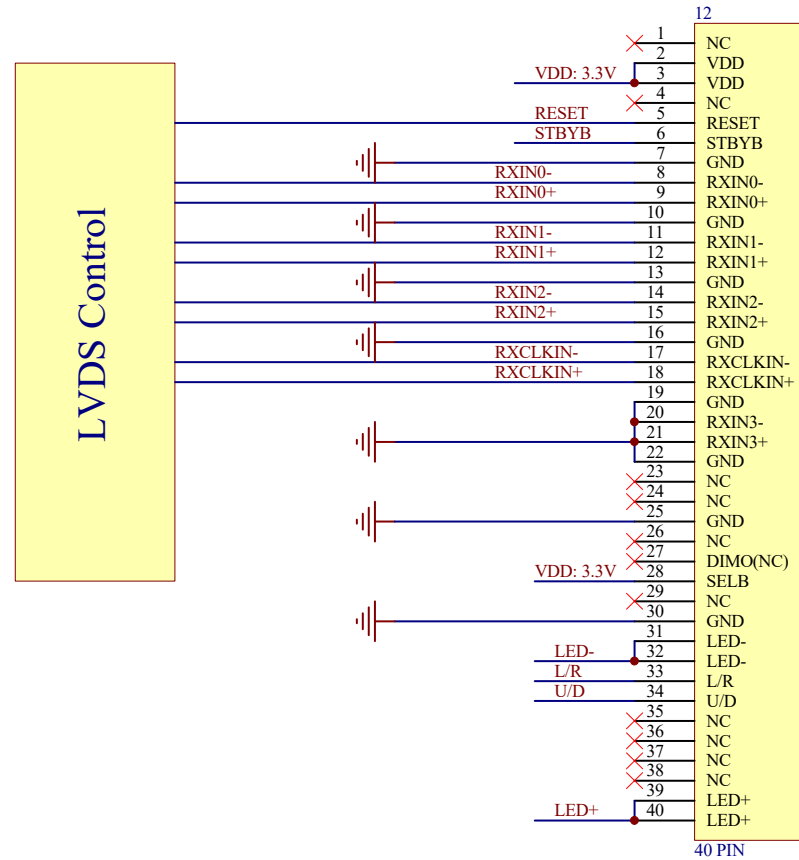 12
1 NC
2 VDD
VDD: 3.3V 3 VDD
4 NC
RESET 5 RESET
STBYB 6 STBYB
7 GND
RXIN0- 8 RXIN0-
RXIN0+ 9 RXIN0+
10 GND
RXIN1- 11 RXIN1-
RXIN1+ 12 RXIN1+
13 GND
RXIN2- 14 RXIN2-
RXIN2+ 15 RXIN2+
16 GND
RXCLKIN- 17 RXCLKIN-
RXCLKIN+ 18 RXCLKIN+
19 GND
20 RXIN3-
21 RXIN3+
22 GND
23 NC
24 NC
25 GND
26 NC
27 DIMO(NC)
VDD: 3.3V 28 SELB
29 NC
30 GND
31 LED-
LED- 32 LED-
L/R 33 L/R
U/D 34 U/D
35 NC
36 NC
37 NC
38 NC
39 LED+
LED+ 40 LED+
40 PIN
LVDS Control